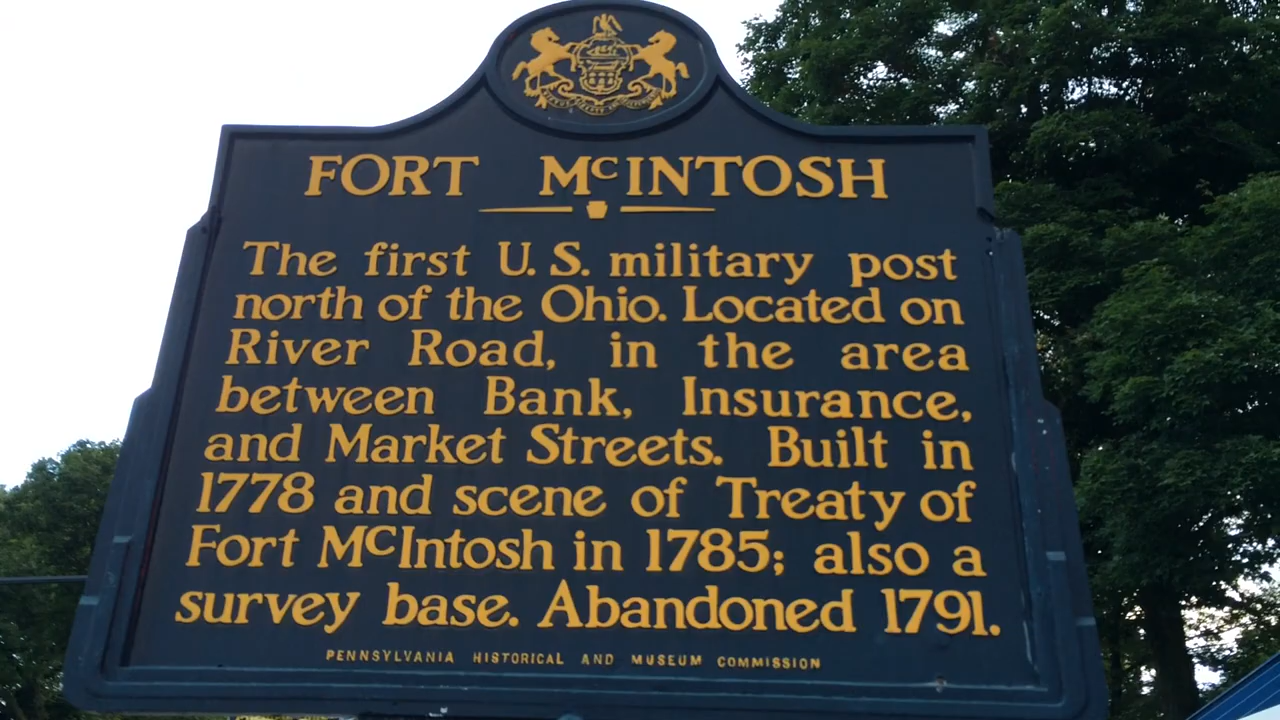 FORT McINTOSH
The first U.S. military post
north of the Ohio. Located on
River Road, in the area
between Bank, Insurance,
and Market Streets. Built in
1778 and scene of Treaty of
Fort McIntosh in 1785; also a
survey base. Abandoned 1791.
PENNSYLVANIA HISTORICAL AND MUSEUM COMMISSION